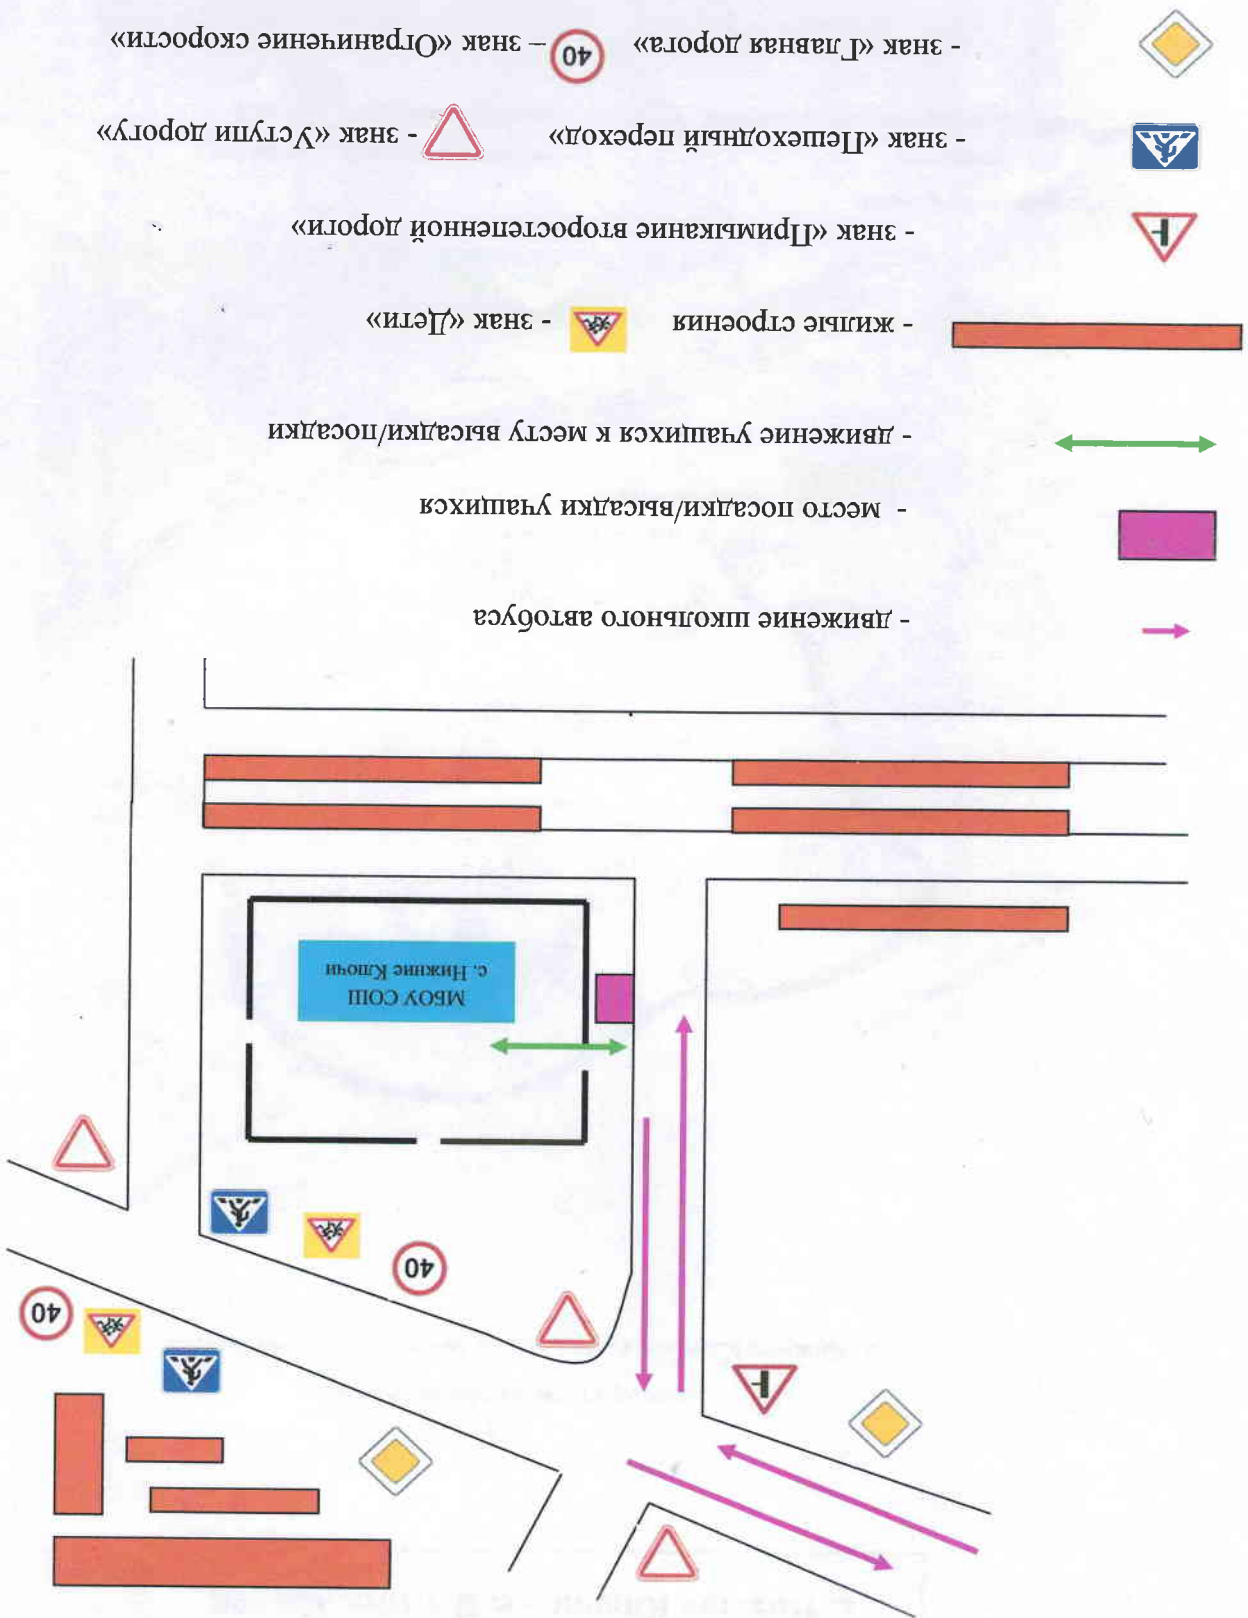 40
40
МБОУ СОШ
с. Нижние Ключи
- движение школьного автобуса
- место посадки/высадки учащихся
- движение учащихся к месту высадки/посадки
- жилые строения - знак «Дети»
- знак «Примыкание второстепенной дороги»
- знак «Пешеходный переход» - знак «Уступи дорогу»
- знак «Главная дорога» 40 – знак «Ограничение скорости»